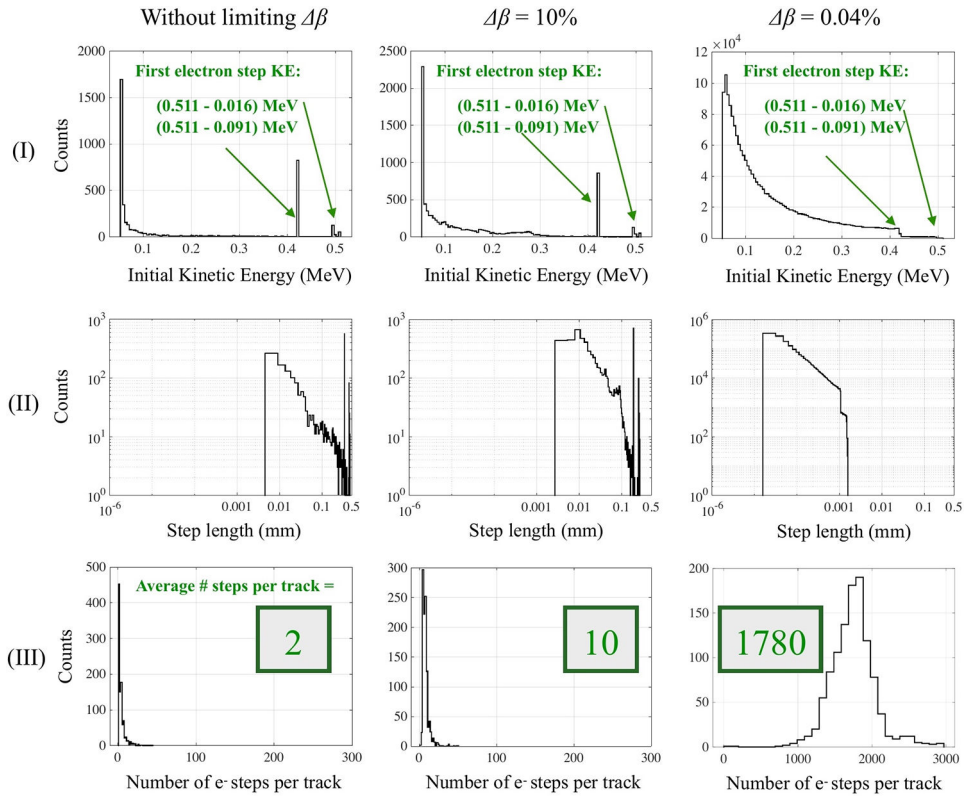 Without limiting Δβ
Δβ = 10%
Δβ = 0.04%
(I)
Counts
2000
1500
1000
500
0
First electron step KE:
(0.511 - 0.016) MeV
(0.511 - 0.091) MeV
0.1 0.2 0.3 0.4 0.5
Initial Kinetic Energy (MeV)
2500
2000
1500
1000
500
0
First electron step KE:
(0.511 - 0.016) MeV
(0.511 - 0.091) MeV
0.1 0.2 0.3 0.4 0.5
Initial Kinetic Energy (MeV)
×10⁴
12
10
8
6
4
2
0
First electron step KE:
(0.511 - 0.016) MeV
(0.511 - 0.091) MeV
0.1 0.2 0.3 0.4 0.5
Initial Kinetic Energy (MeV)
(II)
Counts
10³
10²
10¹
10⁰
10⁻⁶ 0.001 0.01 0.1 0.5
Step length (mm)
10³
10²
10¹
10⁰
10⁻⁶ 0.001 0.01 0.1 0.5
Step length (mm)
10⁶
10⁴
10²
10⁰
10⁻⁶ 0.001 0.01 0.1 0.5
Step length (mm)
(III)
Counts
500
400
300
200
100
0
Average # steps per track =
2
0 100 200 300
Number of e- steps per track
300
250
200
150
100
50
0
10
0 100 200 300
Number of e- steps per track
200
150
100
50
0
1780
0 1000 2000 3000
Number of e- steps per track